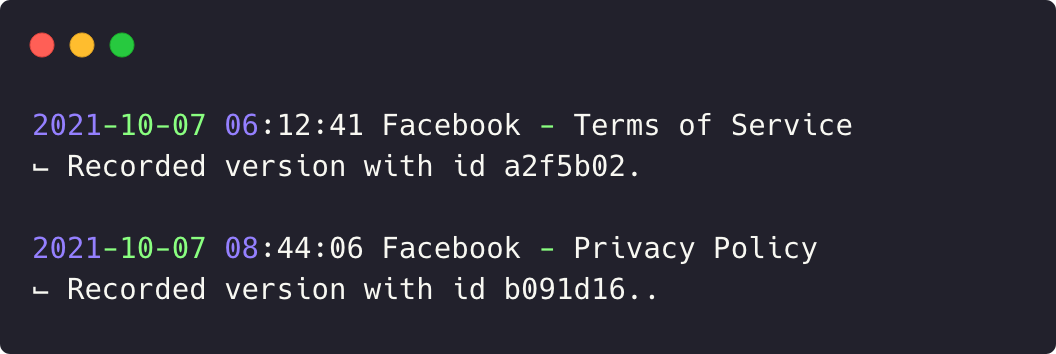 2021-10-07 06:12:41 Facebook - Terms of Service
⌙ Recorded version with id a2f5b02.
2021-10-07 08:44:06 Facebook - Privacy Policy
⌙ Recorded version with id b091d16..